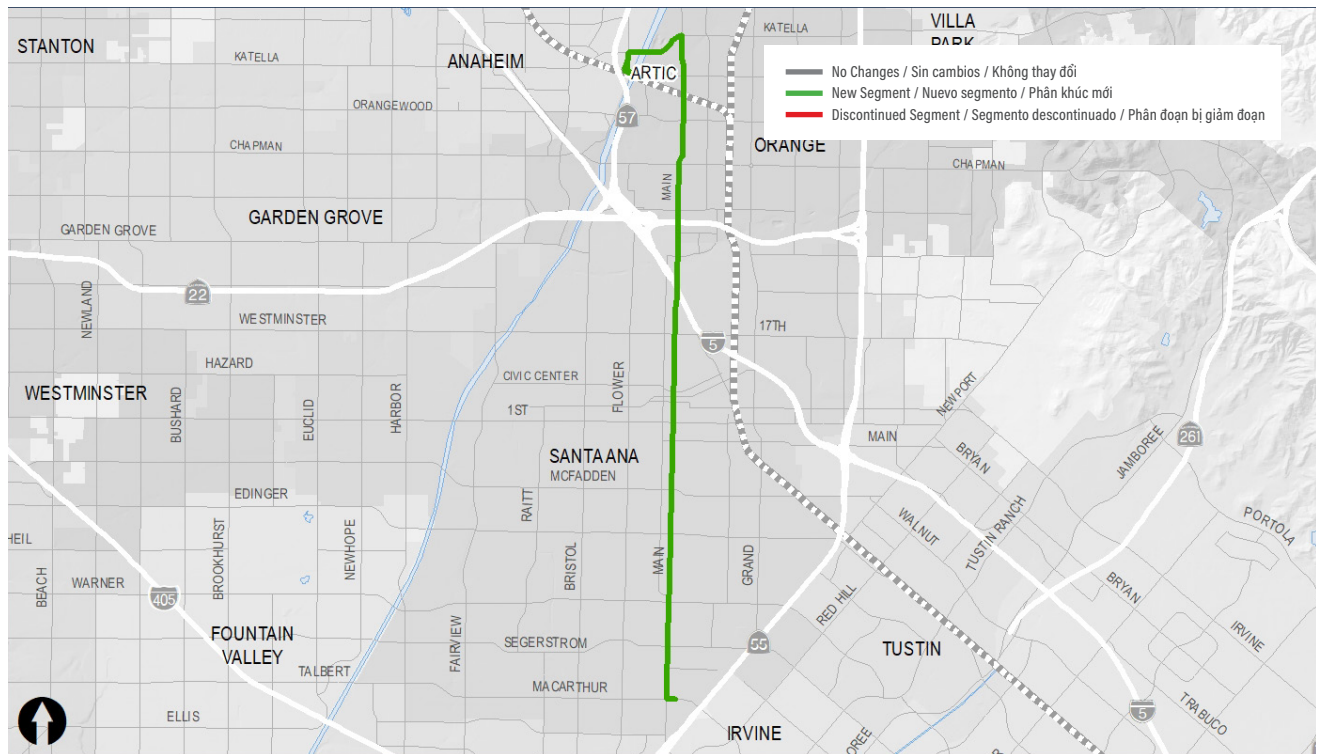 STANTON
KATELLA
ANAHEIM
ARTIC
KATELLA
VILLA
PARK
No Changes / Sin cambios / Không thay đổi
New Segment / Nuevo segmento / Phân khúc mới
Discontinued Segment / Segmento descontinuado / Phân đoạn bị giảm đoạn
ORANGEWOOD
57
CHAPMAN
ORANGE
CHAPMAN
MAIN
GARDEN GROVE
GARDEN GROVE
22
NEWLAND
WESTMINSTER
17TH
5
HAZARD
CIVIC CENTER
FLOWER
WESTMINSTER
BUSHARD
EUCLID
HARBOR
1ST
NEWPORT
MAIN
BRYAN
261
JAMBOREE
SANTA ANA
MCFADDEN
EDINGER
RAITT
WALNUT
TUSTIN RANCH
PORTOLA
HEIL
BROOKHURST
NEWHOPE
BRISTOL
MAIN
GRAND
BEACH
WARNER
405
RED HILL
BRYAN
IRVINE
FOUNTAIN
VALLEY
TALBERT
FAIRVIEW
SEGERSTROM
55
TUSTIN
MACARTHUR
ELLIS
IRVINE
5
TRABUCO
OREE